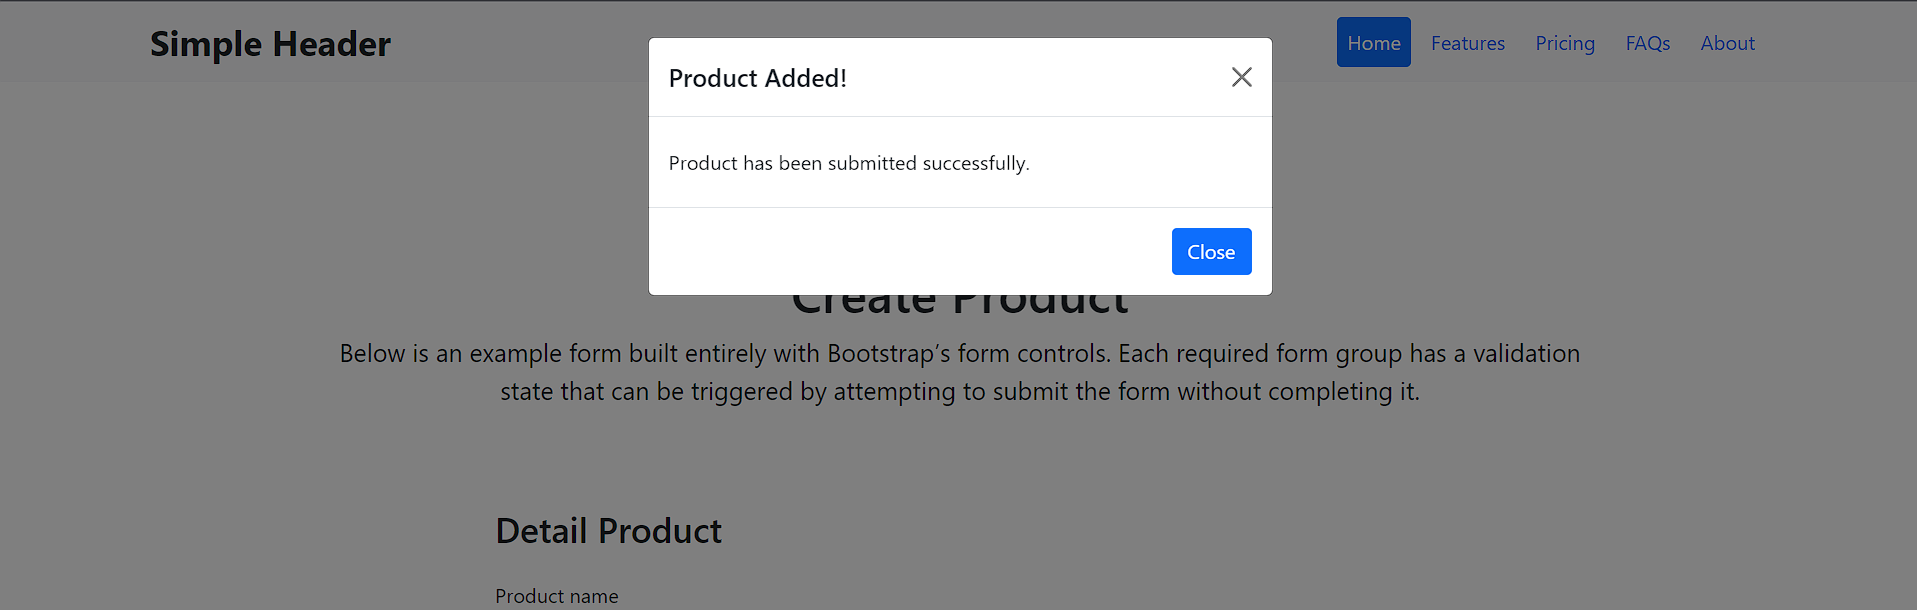 Simple Header
Home
Features
Pricing
FAQs
About
Product Added!
Product has been submitted successfully.
Close
Create Product
Below is an example form built entirely with Bootstrap’s form controls. Each required form group has a validation
state that can be triggered by attempting to submit the form without completing it.
Detail Product
Product name